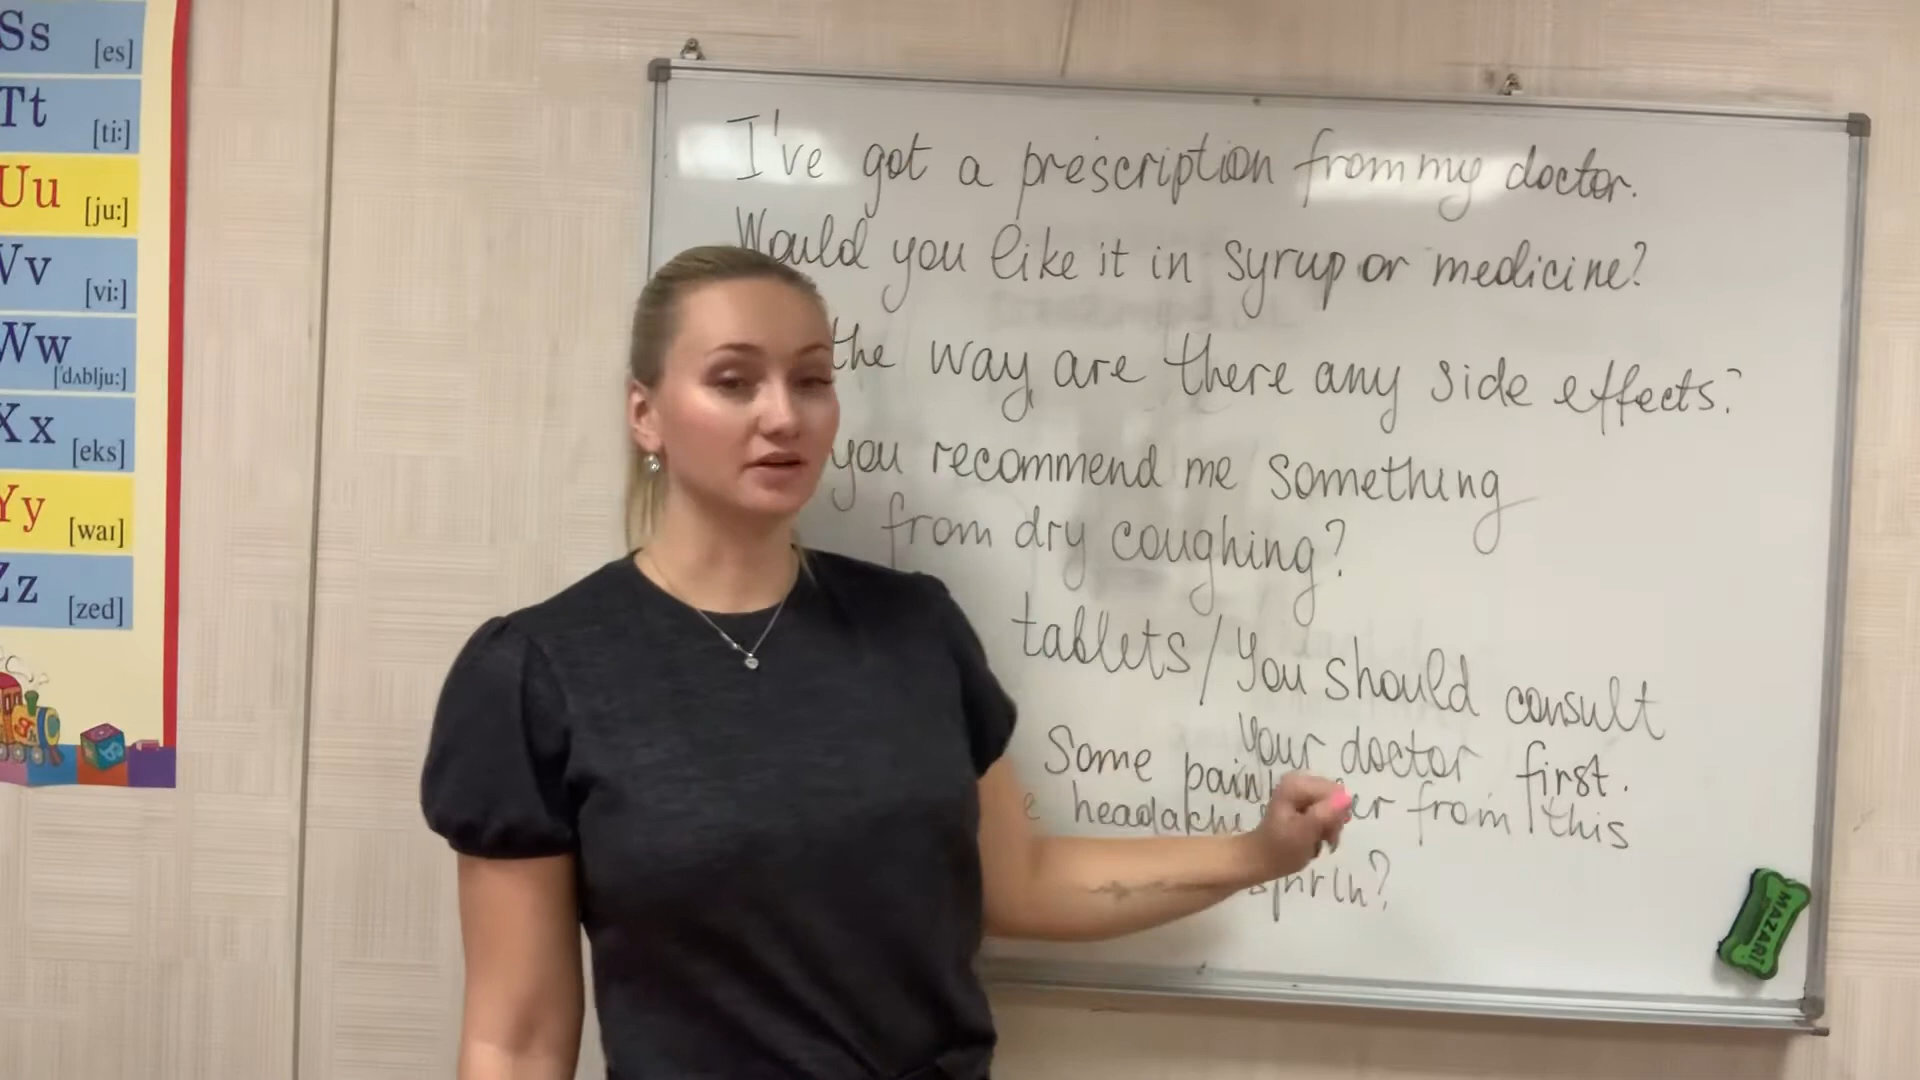 Ss [es]
Tt [ti:]
Uu [ju:]
Vv [vi:]
Ww ['dʌblju:]
Xx [eks]
Yy [waɪ]
Zz [zed]
I've got a prescription from my doctor.
Would you like it in syrup or medicine?
the way, are there any side effects?
you recommend me something
from dry coughing?
tablets / You should consult
your doctor first.
Some
headache from this
MAZARI